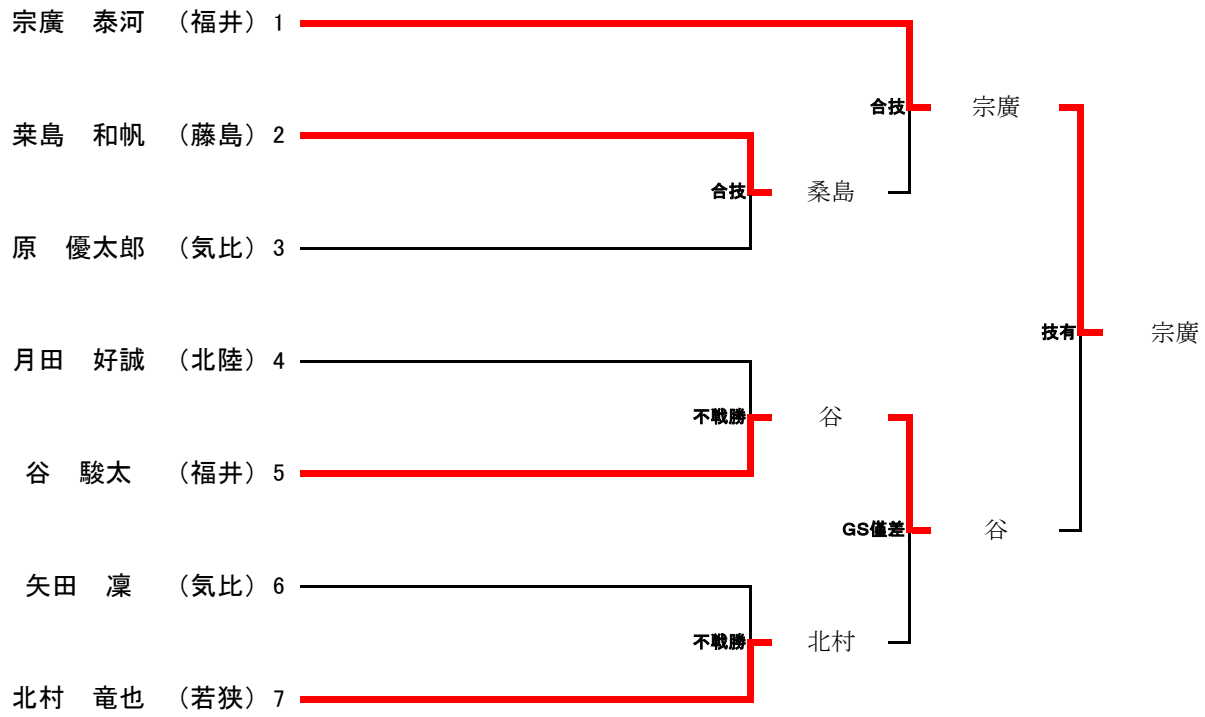 宗廣　泰河　（福井） 1
合技
宗廣
桒島　和帆　（藤島） 2
合技
桑島
原　優太郎　（気比） 3
技有
宗廣
月田　好誠　（北陸） 4
不戦勝
谷
谷　駿太　（福井） 5
GS僅差
谷
矢田　凜　（気比） 6
不戦勝
北村
北村　竜也　（若狭） 7